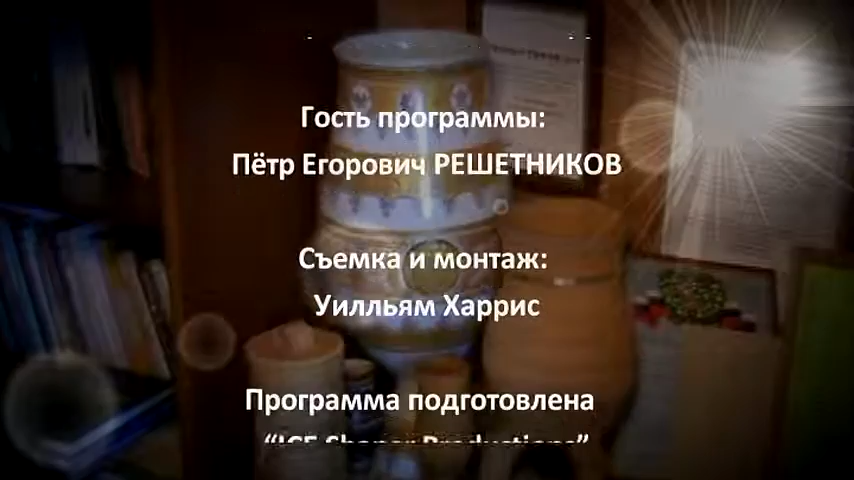 Гость программы:
Пётр Егорович РЕШЕТНИКОВ
Съемка и монтаж:
Уилльям Харрис
Программа подготовлена